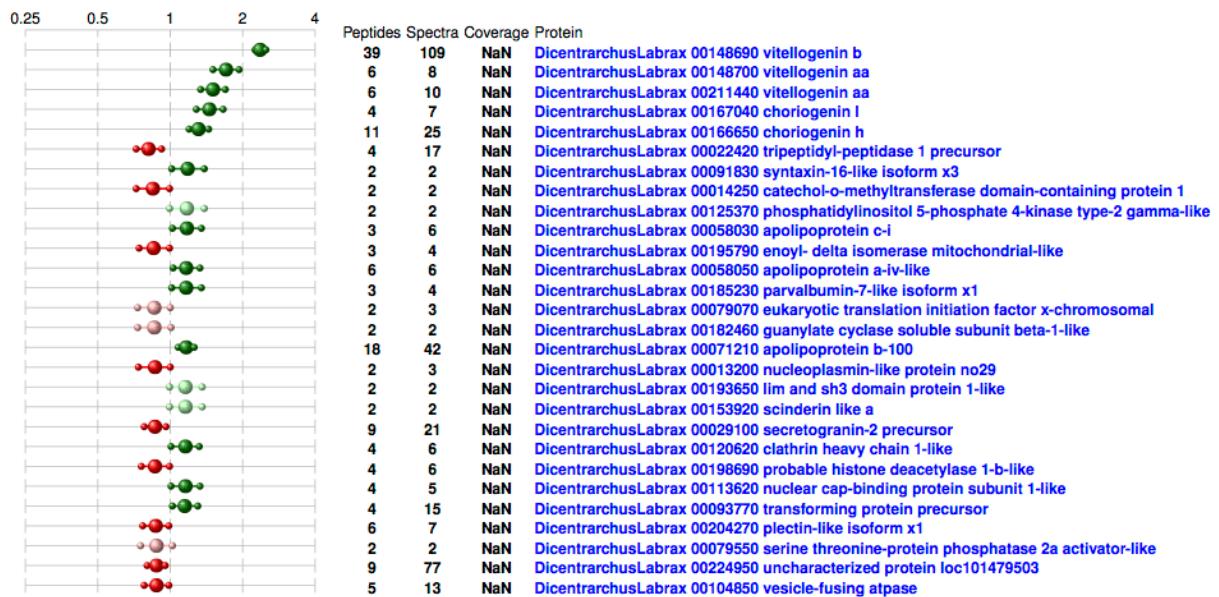 0.25 0.5 1 2 4
Peptides Spectra Coverage Protein
39 109 NaN DicentrarchusLabrax 00148690 vitellogenin b
6 8 NaN DicentrarchusLabrax 00148700 vitellogenin aa
6 10 NaN DicentrarchusLabrax 00211440 vitellogenin aa
4 7 NaN DicentrarchusLabrax 00167040 choriogenin l
11 25 NaN DicentrarchusLabrax 00166650 choriogenin h
4 17 NaN DicentrarchusLabrax 00022420 tripeptidyl-peptidase 1 precursor
2 2 NaN DicentrarchusLabrax 00091830 syntaxin-16-like isoform x3
2 2 NaN DicentrarchusLabrax 00014250 catechol-o-methyltransferase domain-containing protein 1
2 2 NaN DicentrarchusLabrax 00125370 phosphatidylinositol 5-phosphate 4-kinase type-2 gamma-like
3 6 NaN DicentrarchusLabrax 00058030 apolipoprotein c-i
3 4 NaN DicentrarchusLabrax 00195790 enoyl- delta isomerase mitochondrial-like
6 6 NaN DicentrarchusLabrax 00058050 apolipoprotein a-iv-like
3 4 NaN DicentrarchusLabrax 00185230 parvalbumin-7-like isoform x1
2 3 NaN DicentrarchusLabrax 00079070 eukaryotic translation initiation factor x-chromosomal
2 2 NaN DicentrarchusLabrax 00182460 guanylate cyclase soluble subunit beta-1-like
18 42 NaN DicentrarchusLabrax 00071210 apolipoprotein b-100
2 3 NaN DicentrarchusLabrax 00013200 nucleoplasmin-like protein no29
2 2 NaN DicentrarchusLabrax 00193650 lim and sh3 domain protein 1-like
2 2 NaN DicentrarchusLabrax 00153920 scinderin like a
9 21 NaN DicentrarchusLabrax 00029100 secretogranin-2 precursor
4 6 NaN DicentrarchusLabrax 00120620 clathrin heavy chain 1-like
4 6 NaN DicentrarchusLabrax 00198690 probable histone deacetylase 1-b-like
4 5 NaN DicentrarchusLabrax 00113620 nuclear cap-binding protein subunit 1-like
4 15 NaN DicentrarchusLabrax 00093770 transforming protein precursor
6 7 NaN DicentrarchusLabrax 00204270 plectin-like isoform x1
2 2 NaN DicentrarchusLabrax 00079550 serine threonine-protein phosphatase 2a activator-like
9 77 NaN DicentrarchusLabrax 00224950 uncharacterized protein loc101479503
5 13 NaN DicentrarchusLabrax 00104850 vesicle-fusing atpase